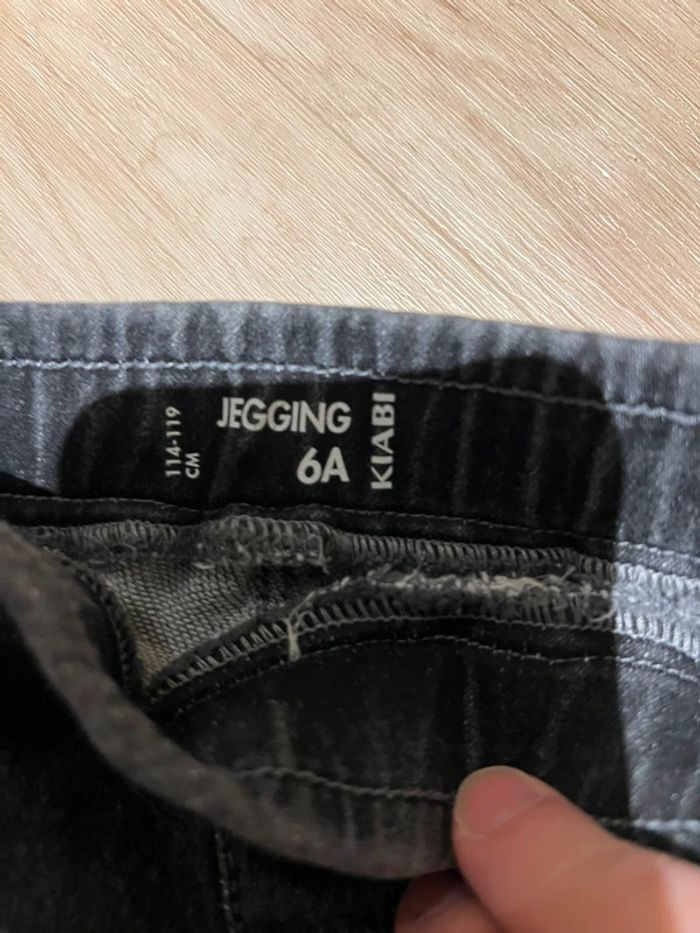 JEGGING
6A
KIABI
114-119
CM